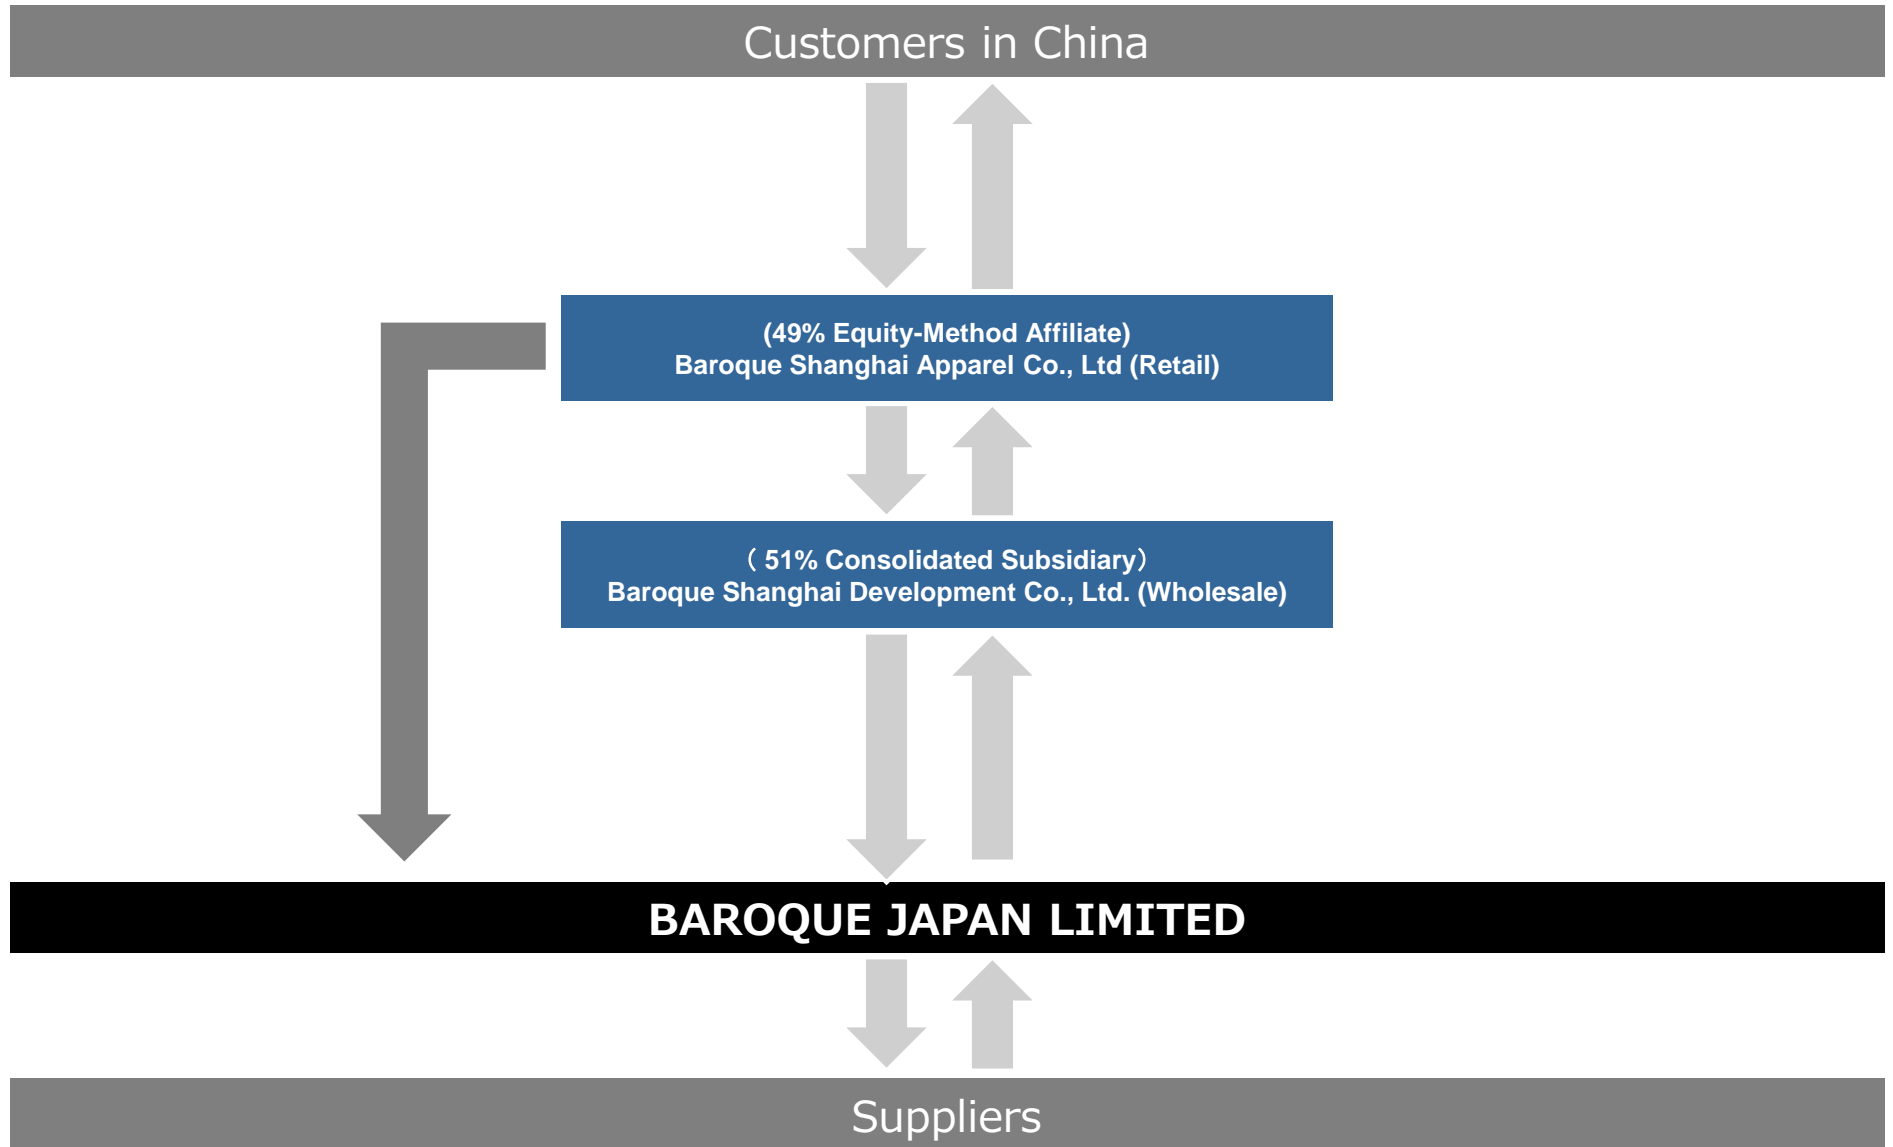 Customers in China
(49% Equity-Method Affiliate)
Baroque Shanghai Apparel Co., Ltd (Retail)
（ 51% Consolidated Subsidiary）
Baroque Shanghai Development Co., Ltd. (Wholesale)
BAROQUE JAPAN LIMITED
Suppliers